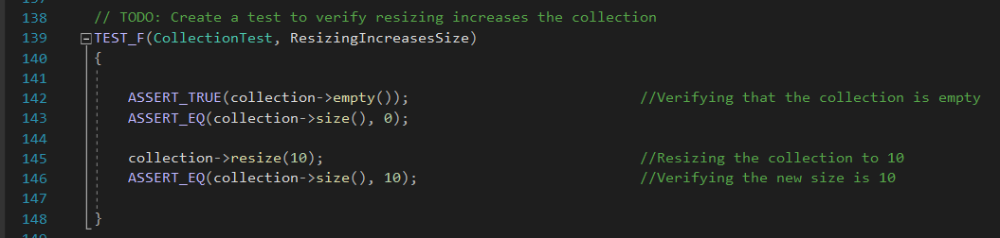 138 // TODO: Create a test to verify resizing increases the collection
139 TEST_F(CollectionTest, ResizingIncreasesSize)
140 {
141
142 ASSERT_TRUE(collection->empty()); //Verifying that the collection is empty
143 ASSERT_EQ(collection->size(), 0);
144
145 collection->resize(10); //Resizing the collection to 10
146 ASSERT_EQ(collection->size(), 10); //Verifying the new size is 10
147
148 }